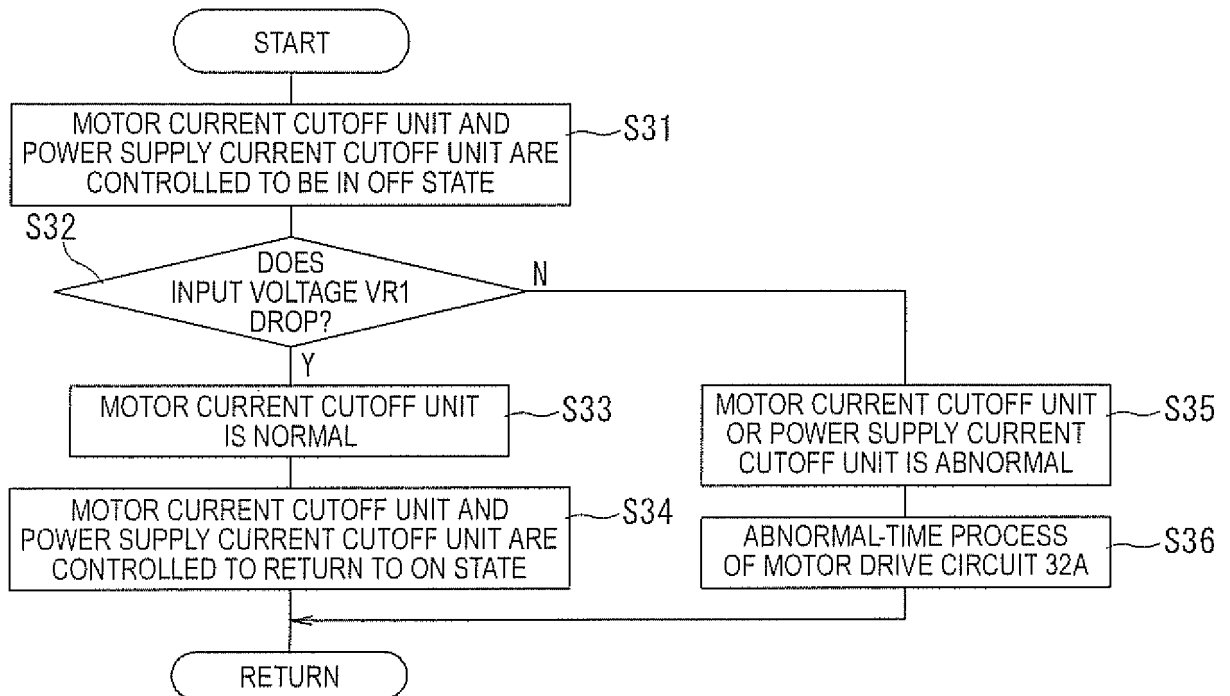 START
MOTOR CURRENT CUTOFF UNIT AND
POWER SUPPLY CURRENT CUTOFF UNIT ARE
CONTROLLED TO BE IN OFF STATE
S31
S32
DOES
INPUT VOLTAGE VR1
DROP?
N
Y
MOTOR CURRENT CUTOFF UNIT
IS NORMAL
S33
MOTOR CURRENT CUTOFF UNIT
OR POWER SUPPLY CURRENT
CUTOFF UNIT IS ABNORMAL
S35
MOTOR CURRENT CUTOFF UNIT AND
POWER SUPPLY CURRENT CUTOFF UNIT ARE
CONTROLLED TO RETURN TO ON STATE
S34
ABNORMAL-TIME PROCESS
OF MOTOR DRIVE CIRCUIT 32A
S36
RETURN